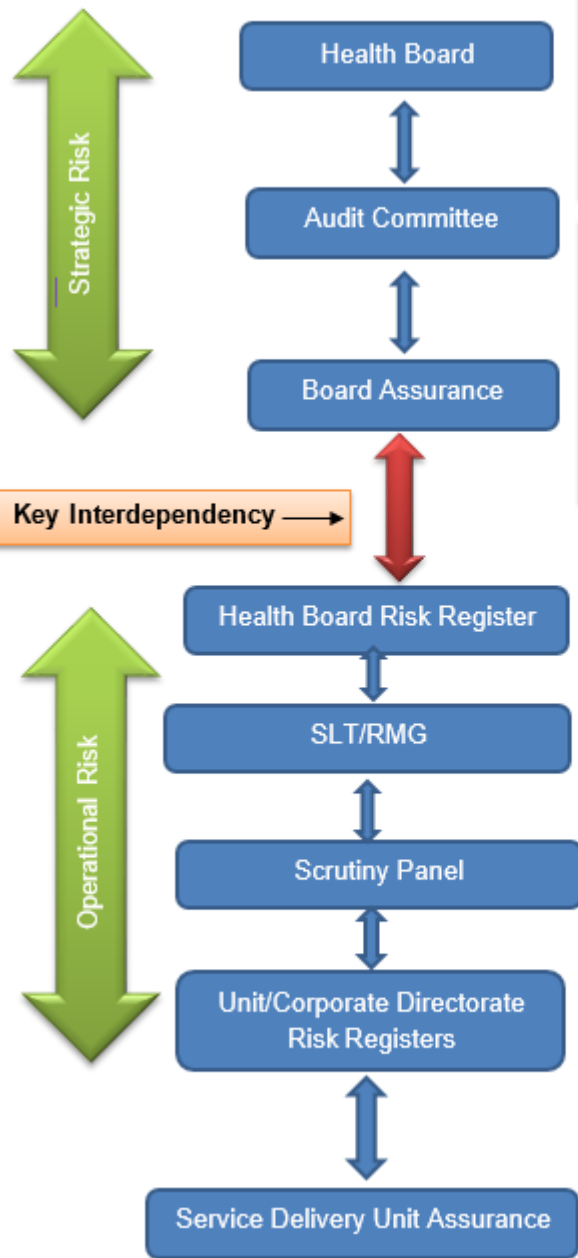 Health Board
Strategic Risk
Audit Committee
Board Assurance
Key Interdependency
Health Board Risk Register
Operational Risk
SLT/RMG
Scrutiny Panel
Unit/Corporate Directorate
Risk Registers
Service Delivery Unit Assurance